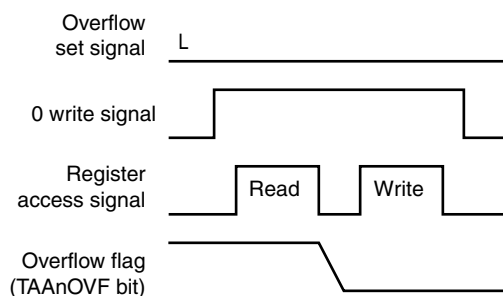 Overflow
set signal
L
0 write signal
Register
access signal
Read
Write
Overflow flag
(TAAnOVF bit)